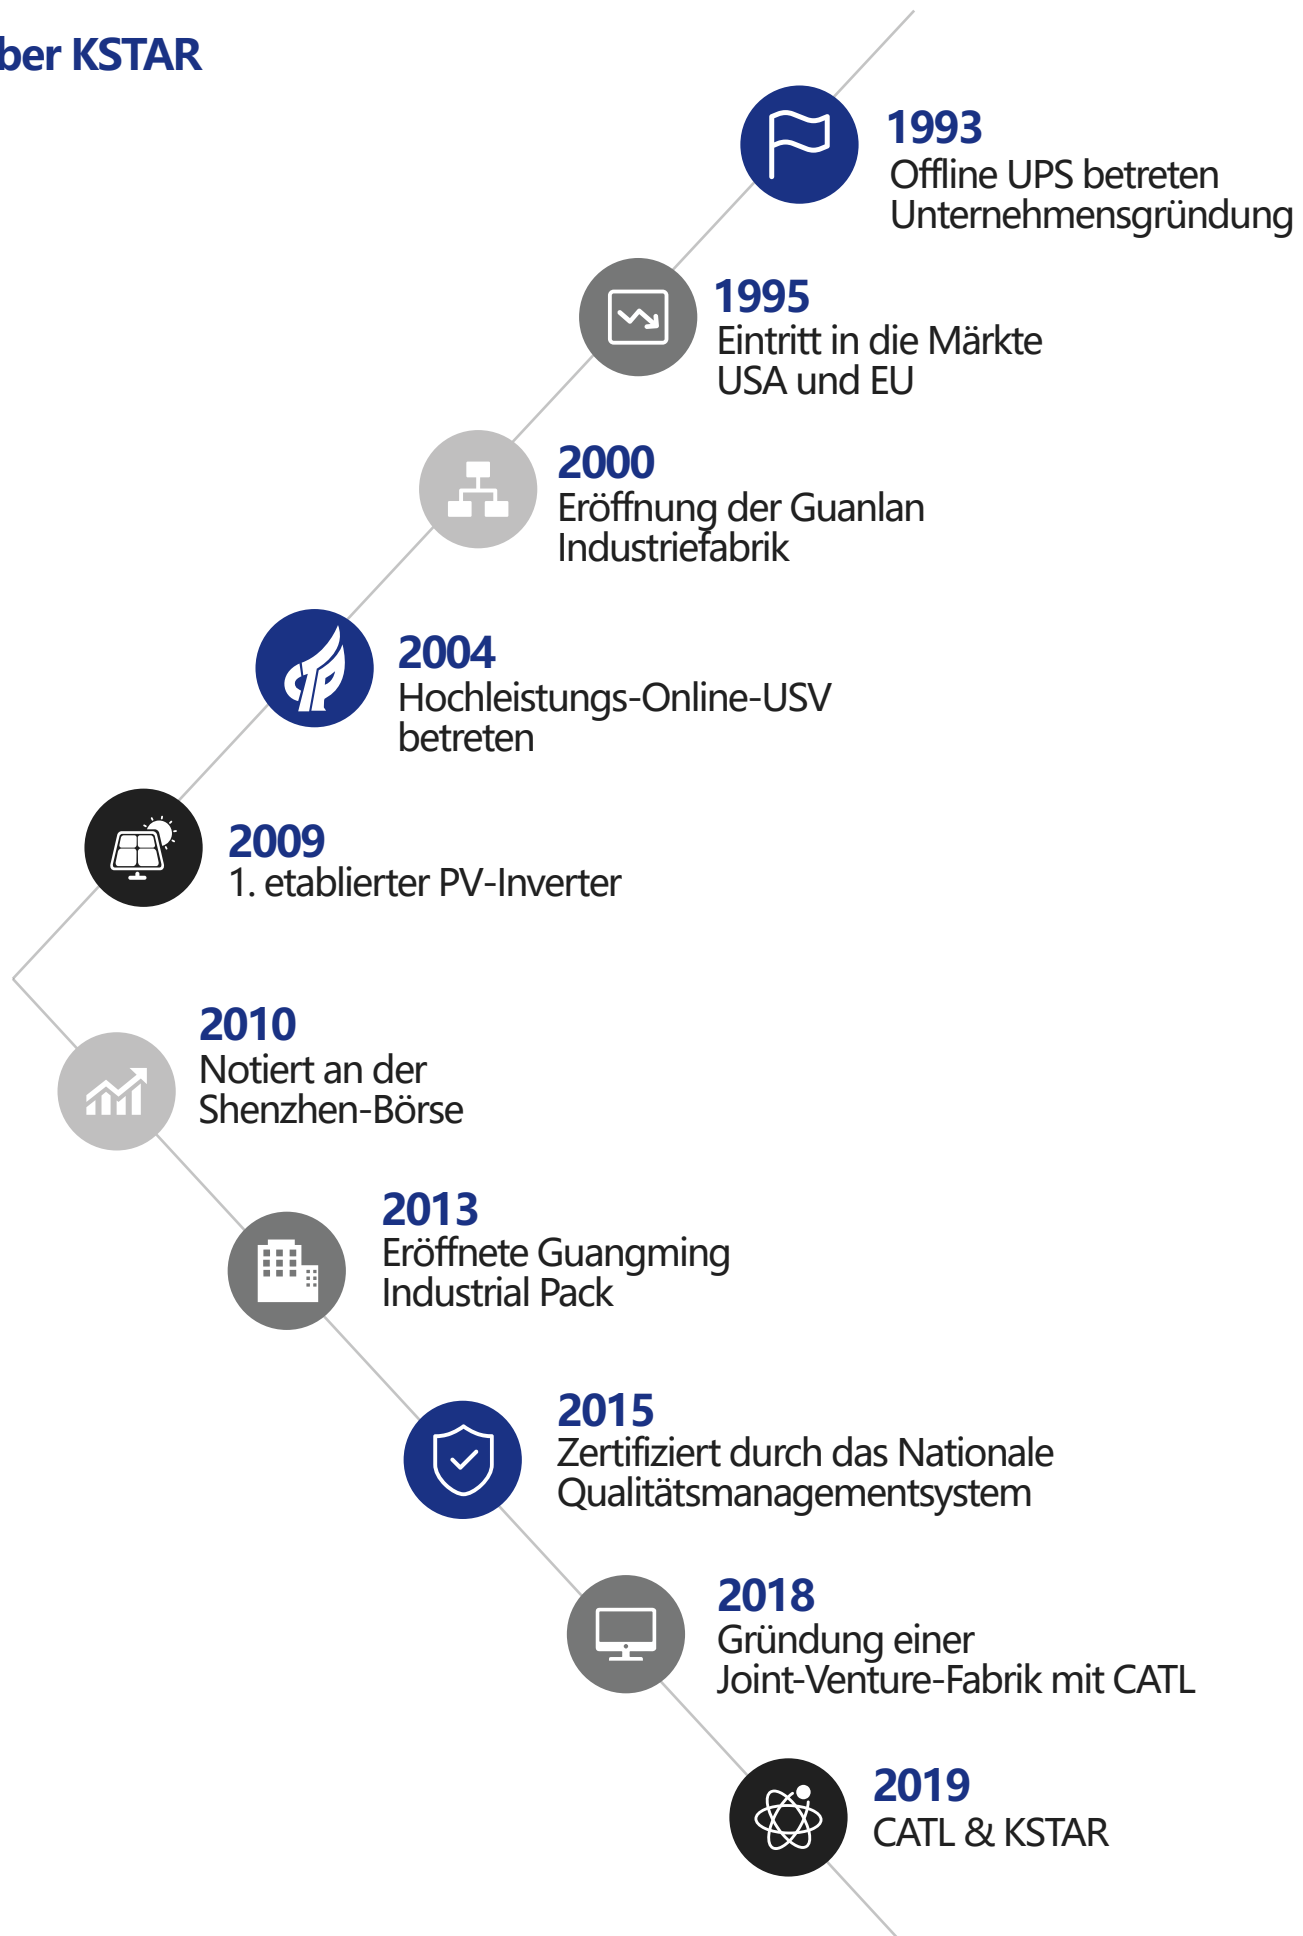 ber KSTAR
1993
Offline UPS betreten
Unternehmensgründung
1995
Eintritt in die Märkte
USA und EU
2000
Eröffnung der Guanlan
Industriefabrik
2004
Hochleistungs-Online-USV
betreten
2009
1. etablierter PV-Inverter
2010
Notiert an der
Shenzhen-Börse
2013
Eröffnete Guangming
Industrial Pack
2015
Zertifiziert durch das Nationale
Qualitätsmanagementsystem
2018
Gründung einer
Joint-Venture-Fabrik mit CATL
2019
CATL & KSTAR